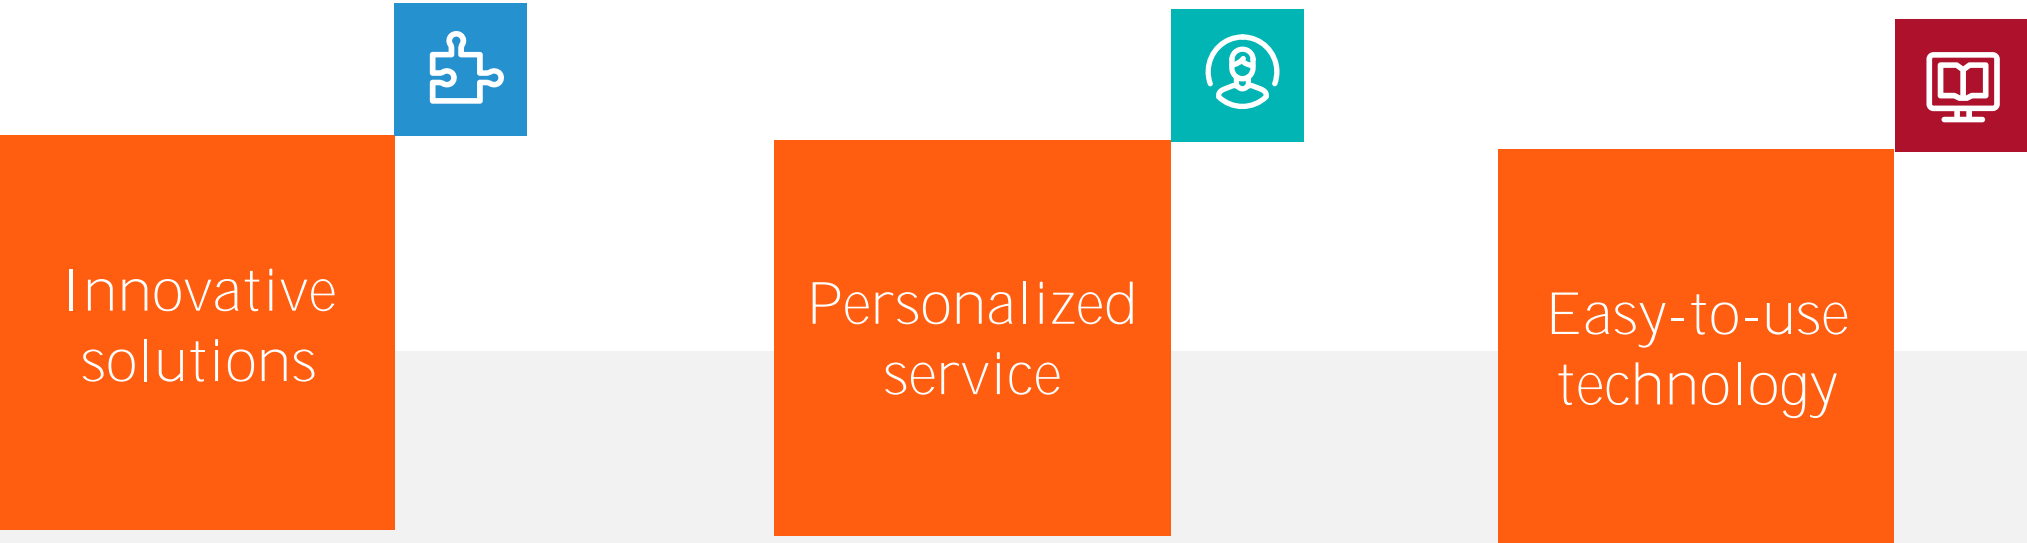 Innovative
solutions
Personalized
service
Easy-to-use
technology